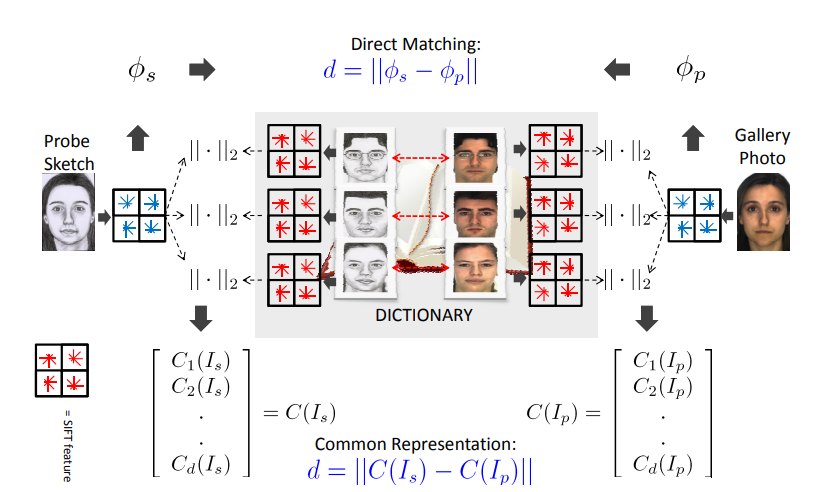 Direct Matching:
ϕ_s
d = ||ϕ_s − ϕ_p||
ϕ_p
Probe
Sketch
Gallery
Photo
|| · ||_2
|| · ||_2
|| · ||_2
|| · ||_2
|| · ||_2
|| · ||_2
DICTIONARY
C_1(I_s)
C_2(I_s)
.
.
C_d(I_s)
= C(I_s)
C(I_p) =
C_1(I_p)
C_2(I_p)
.
.
C_d(I_p)
= SIFT feature
Common Representation:
d = ||C(I_s) − C(I_p)||